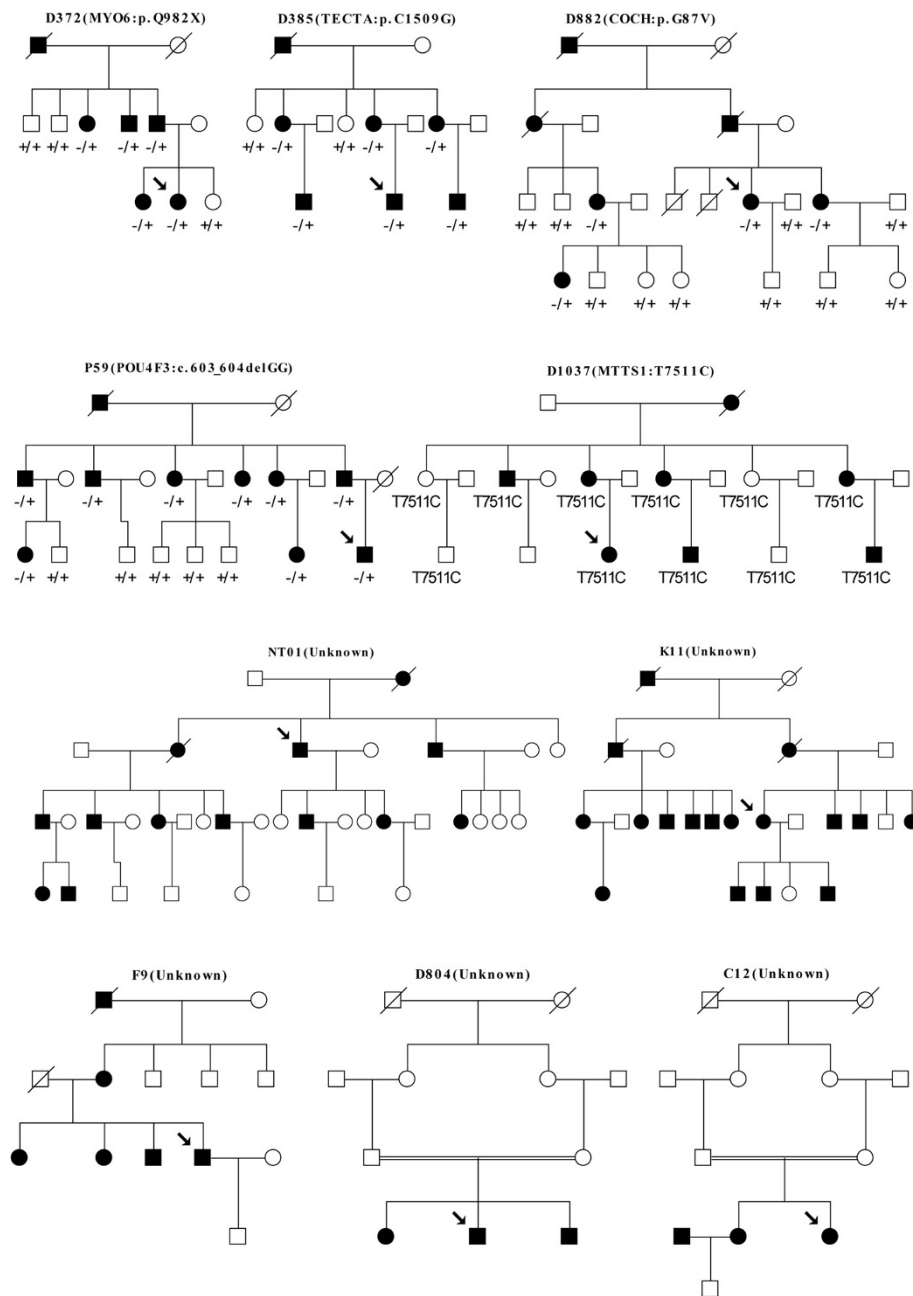 D372(MYO6:p.Q982X)
+/+ +/+ -/+ -/+ -/+
-/+ -/+ +/+
D385(TECTA:p.C1509G)
+/+ -/+ +/+ -/+ -/+
-/+ -/+ -/+
D882(COCH:p.G87V)
+/+ +/+ -/+ -/+ +/+ -/+ +/+
-/+ +/+ +/+ +/+ +/+ +/+ +/+
P59(POU4F3:c.603_604delGG)
-/+ -/+ -/+ -/+ -/+ -/+
-/+ +/+ +/+ +/+ +/+ +/+ -/+ -/+
D1037(MTTS1:T7511C)
T7511C T7511C T7511C T7511C T7511C T7511C
T7511C T7511C T7511C T7511C T7511C
NT01(Unknown)
K11(Unknown)
F9(Unknown)
D804(Unknown)
C12(Unknown)